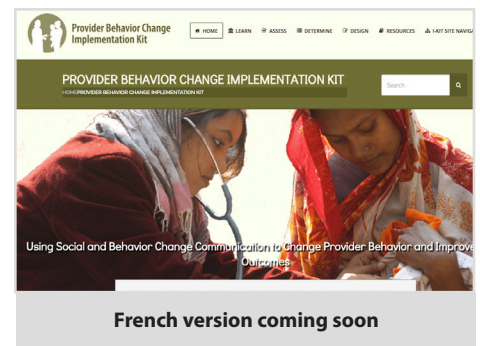 Provider Behavior Change
Implementation Kit
HOME LEARN ASSESS DETERMINE DESIGN RESOURCES I-KIT SITE NAVIGA
PROVIDER BEHAVIOR CHANGE IMPLEMENTATION KIT
HOMEPROVIDER BEHAVIOR CHANGE IMPLEMENTATION KIT
Search
Using Social and Behavior Change Communication to Change Provider Behavior and Improve
Outcomes
French version coming soon